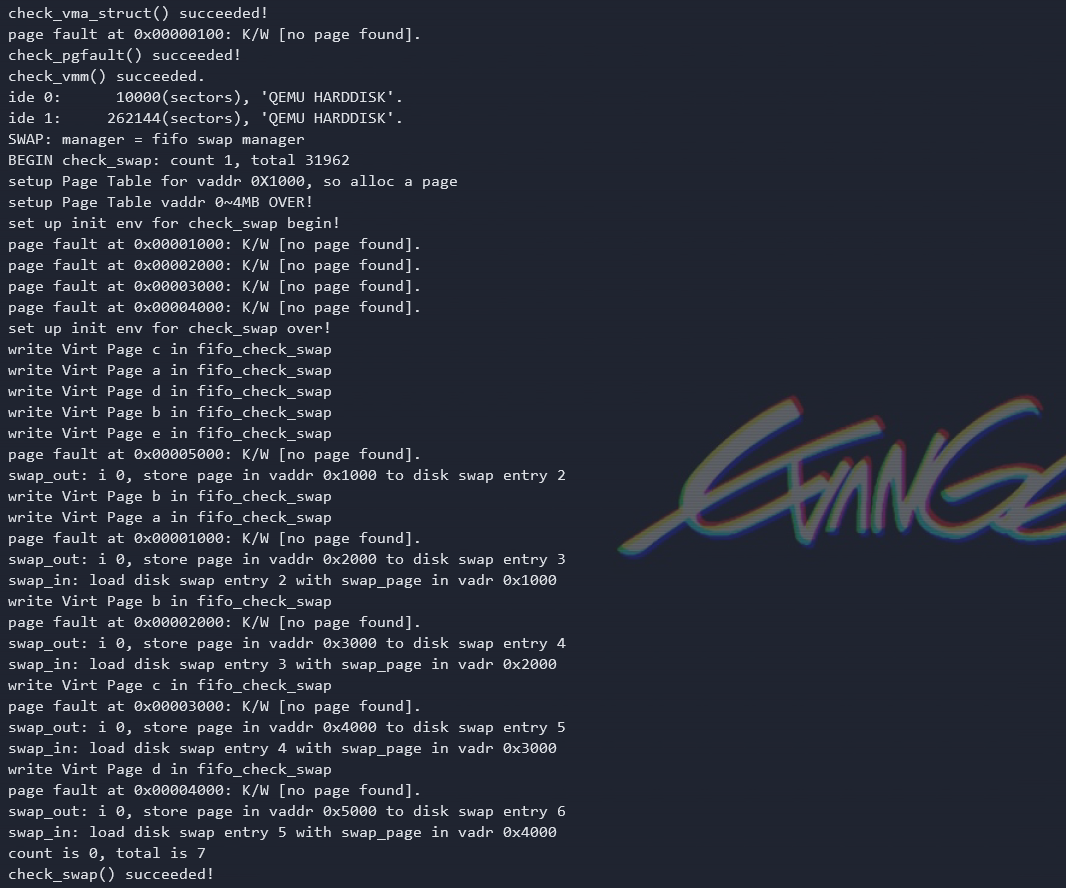 check_vma_struct() succeeded!
page fault at 0x00000100: K/W [no page found].
check_pgfault() succeeded!
check_vmm() succeeded.
ide 0:      10000(sectors), 'QEMU HARDDISK'.
ide 1:     262144(sectors), 'QEMU HARDDISK'.
SWAP: manager = fifo swap manager
BEGIN check_swap: count 1, total 31962
setup Page Table for vaddr 0X1000, so alloc a page
setup Page Table vaddr 0~4MB OVER!
set up init env for check_swap begin!
page fault at 0x00001000: K/W [no page found].
page fault at 0x00002000: K/W [no page found].
page fault at 0x00003000: K/W [no page found].
page fault at 0x00004000: K/W [no page found].
set up init env for check_swap over!
write Virt Page c in fifo_check_swap
write Virt Page a in fifo_check_swap
write Virt Page d in fifo_check_swap
write Virt Page b in fifo_check_swap
write Virt Page e in fifo_check_swap
page fault at 0x00005000: K/W [no page found].
swap_out: i 0, store page in vaddr 0x1000 to disk swap entry 2
write Virt Page b in fifo_check_swap
write Virt Page a in fifo_check_swap
page fault at 0x00001000: K/W [no page found].
swap_out: i 0, store page in vaddr 0x2000 to disk swap entry 3
swap_in: load disk swap entry 2 with swap_page in vadr 0x1000
write Virt Page b in fifo_check_swap
page fault at 0x00002000: K/W [no page found].
swap_out: i 0, store page in vaddr 0x3000 to disk swap entry 4
swap_in: load disk swap entry 3 with swap_page in vadr 0x2000
write Virt Page c in fifo_check_swap
page fault at 0x00003000: K/W [no page found].
swap_out: i 0, store page in vaddr 0x4000 to disk swap entry 5
swap_in: load disk swap entry 4 with swap_page in vadr 0x3000
write Virt Page d in fifo_check_swap
page fault at 0x00004000: K/W [no page found].
swap_out: i 0, store page in vaddr 0x5000 to disk swap entry 6
swap_in: load disk swap entry 5 with swap_page in vadr 0x4000
count is 0, total is 7
check_swap() succeeded!